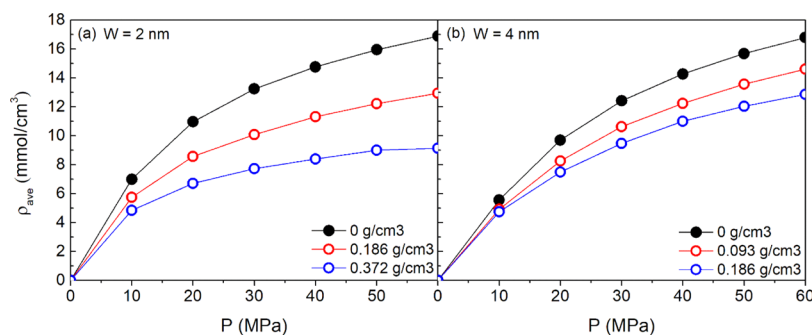 (a) W = 2 nm
(b) W = 4 nm
ρave (mmol/cm3)
18
16
14
12
10
8
6
4
2
0
0 g/cm3
0.186 g/cm3
0.372 g/cm3
0 g/cm3
0.093 g/cm3
0.186 g/cm3
0 10 20 30 40 50 0 10 20 30 40 50 60
P (MPa)
P (MPa)